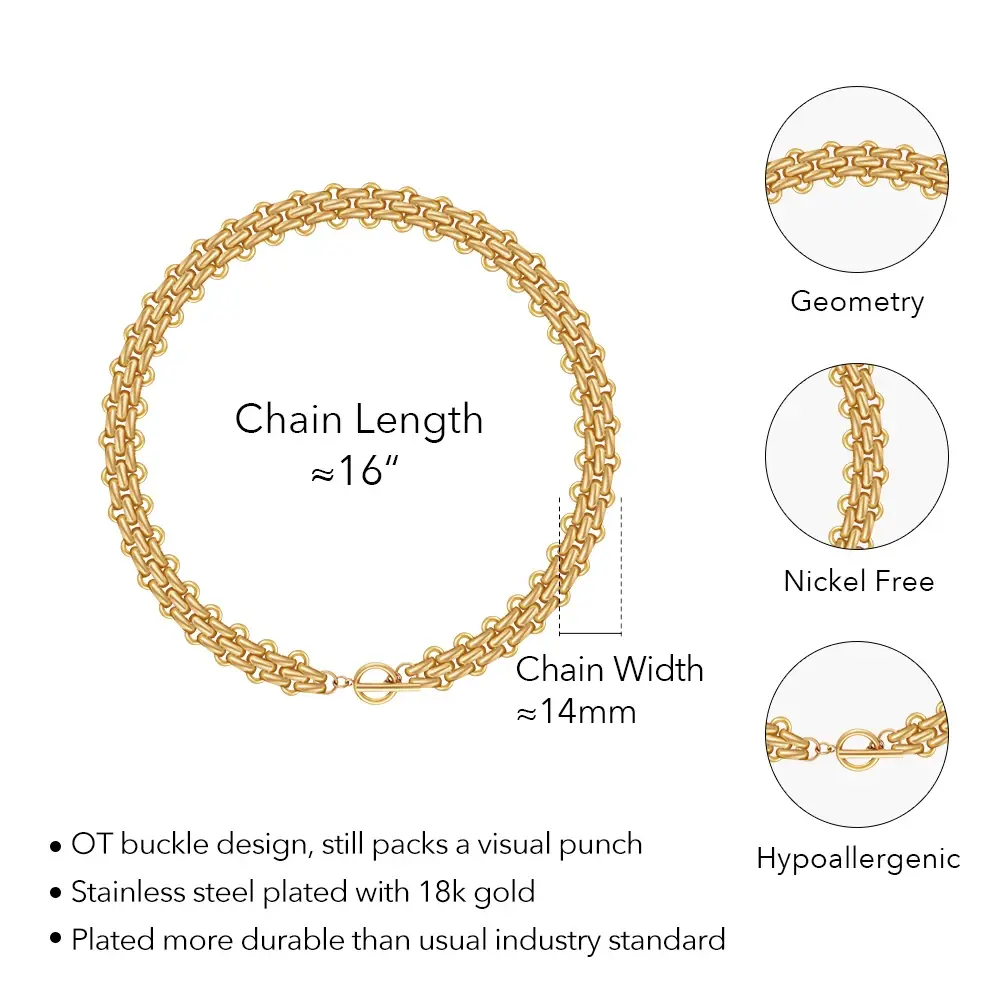 Geometry
Chain Length
≈16“
Nickel Free
Chain Width
≈14mm
Hypoallergenic
• OT buckle design, still packs a visual punch
• Stainless steel plated with 18k gold
• Plated more durable than usual industry standard